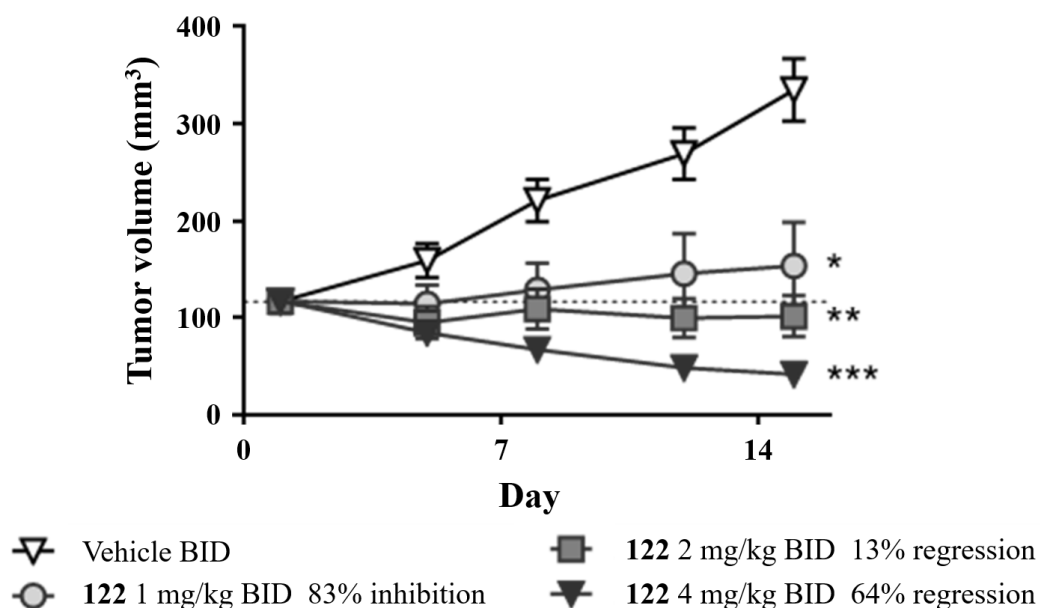 400
300
200
100
0
Tumor volume (mm³)
*
**
***
0 7 14
Day
Vehicle BID
122 1 mg/kg BID 83% inhibition
122 2 mg/kg BID 13% regression
122 4 mg/kg BID 64% regression